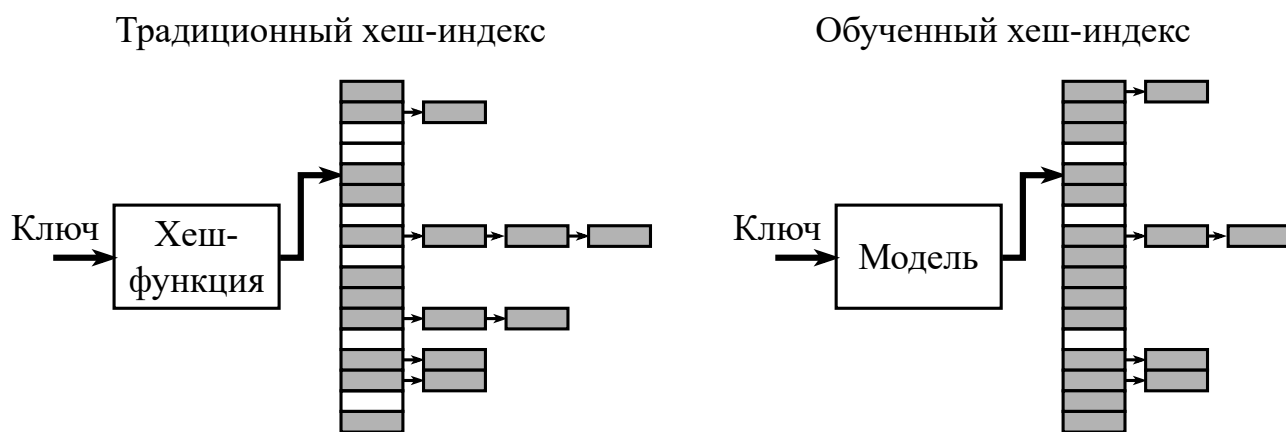 Традиционный хеш-индекс
Ключ
Хеш-
функция
Обученный хеш-индекс
Ключ
Модель